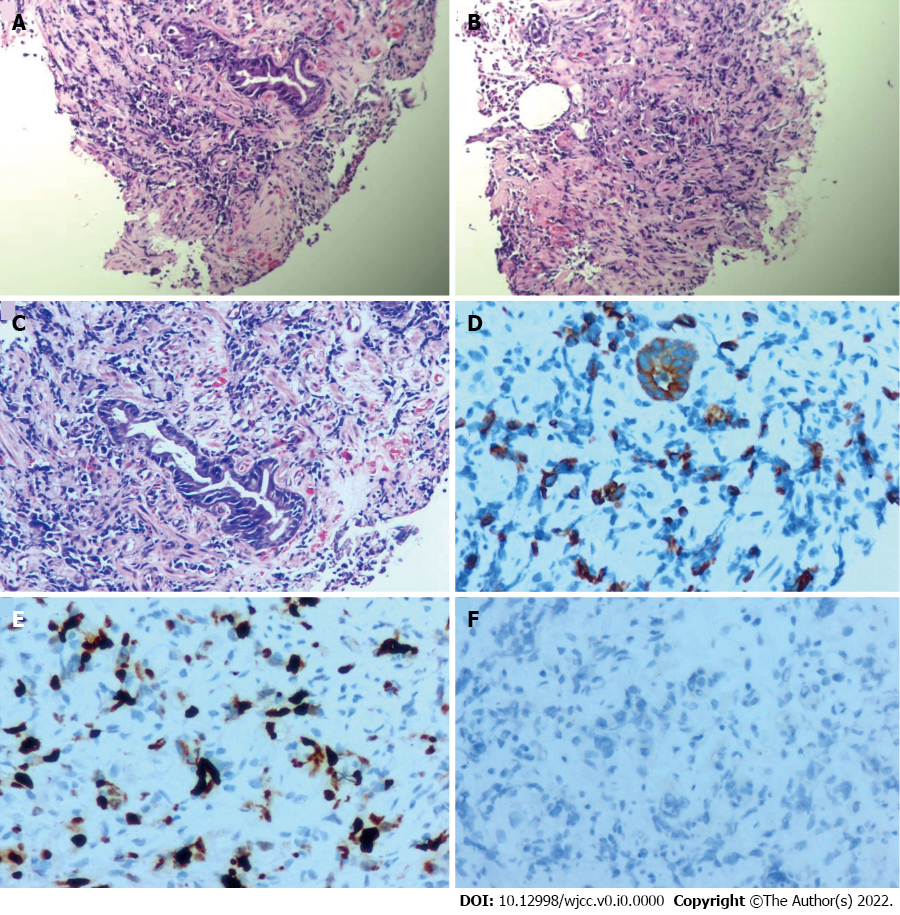 A
B
C
D
E
F
DOI: 10.12998/wjcc.v0.i0.0000 Copyright ©The Author(s) 2022.